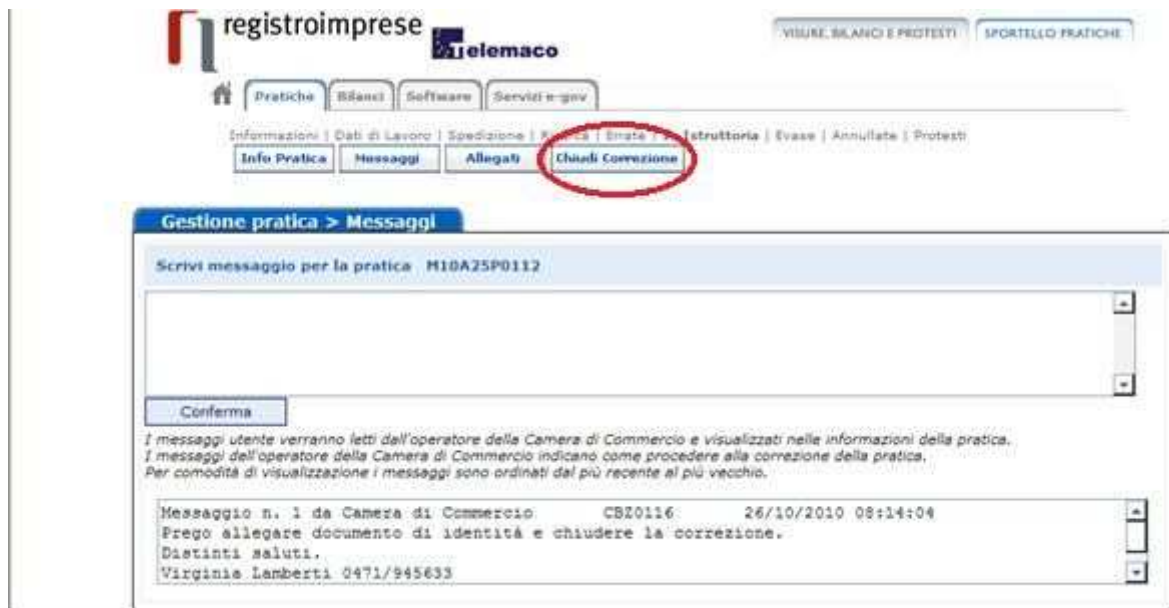 registroimprese
Telemaco
VISURE, BILANCI E PROTESTI
SPORTELLO PRATICHE
Pratiche
Bilanci
Software
Servizi e-gov
Informazioni | Dati di Lavoro | Spedizione | | Errate | Istruttoria | Evase | Annullate | Protesti
Info Pratica
Messaggi
Allegati
Chiudi Correzione
Gestione pratica > Messaggi
Scrivi messaggio per la pratica M10A25P0112
Conferma
I messaggi utente verranno letti dall'operatore della Camera di Commercio e visualizzati nelle informazioni della pratica.
I messaggi dell'operatore della Camera di Commercio indicano come procedere alla correzione della pratica.
Per comodità di visualizzazione i messaggi sono ordinati dal più recente al più vecchio.
Messaggio n. 1 da Camera di Commercio CBZ0116 26/10/2010 08:14:04
Prego allegare documento di identità e chiudere la correzione.
Distinti saluti.
Virginia Lamberti 0471/945633